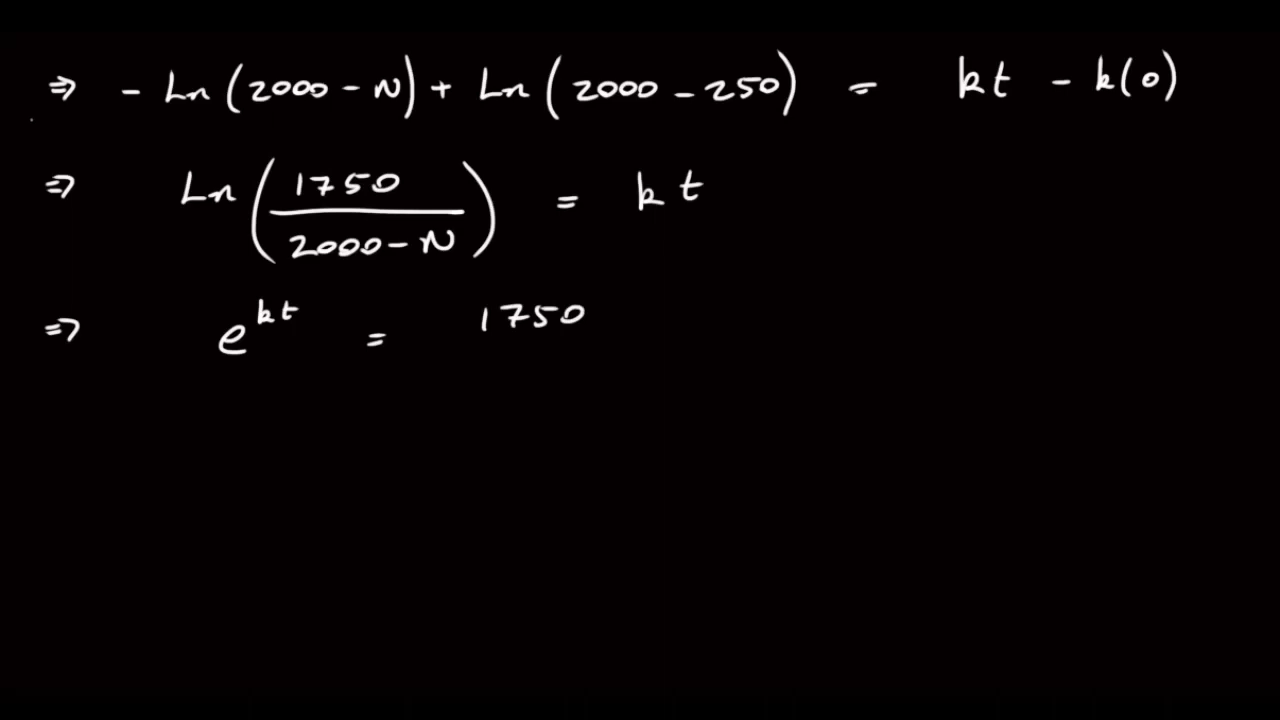 ⇒ - Ln (2000 - N) + Ln (2000 - 250) = kt - k(0)
⇒ Ln (1750 / 2000 - N) = kt
⇒ e^kt = 1750